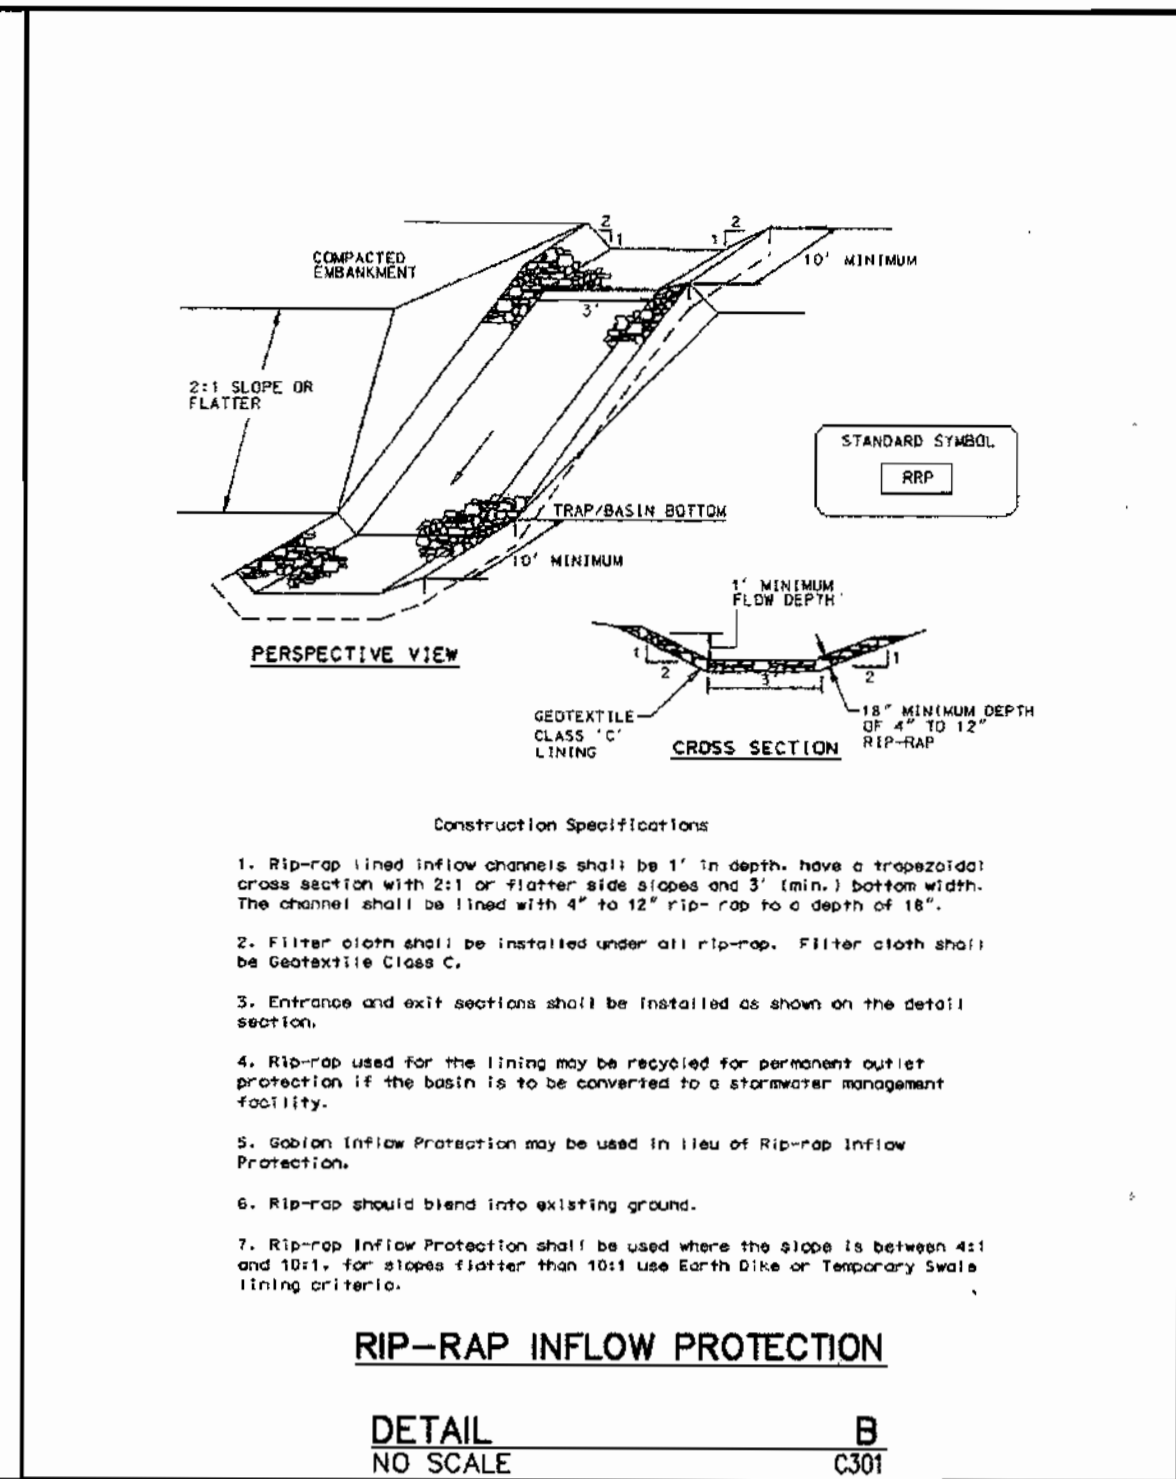 2
1
1
2
COMPACTED
EMBANKMENT
10' MINIMUM
3'
2:1 SLOPE OR
FLATTER
STANDARD SYMBOL
RRP
TRAP/BASIN BOTTOM
10' MINIMUM
PERSPECTIVE VIEW
1' MINIMUM
FLOW DEPTH
1
2
3'
1
2
GEOTEXTILE
CLASS 'C'
LINING
18" MINIMUM DEPTH
OF 4" TO 12"
RIP-RAP
CROSS SECTION
Construction Specifications
1. Rip-rap lined inflow channels shall be 1' in depth, have a trapezoidal
cross section with 2:1 or flatter side slopes and 3' (min.) bottom width.
The channel shall be lined with 4" to 12" rip- rap to a depth of 18".
2. Filter cloth shall be installed under all rip-rap. Filter cloth shall
be Geotextile Class C.
3. Entrance and exit sections shall be installed as shown on the detail
section.
4. Rip-rap used for the lining may be recycled for permanent outlet
protection if the basin is to be converted to a stormwater management
facility.
5. Gabion Inflow Protection may be used in lieu of Rip-rap Inflow
Protection.
6. Rip-rap should blend into existing ground.
7. Rip-rap Inflow Protection shall be used where the slope is between 4:1
and 10:1, for slopes flatter than 10:1 use Earth Dike or Temporary Swale
lining criteria.
RIP-RAP INFLOW PROTECTION
DETAIL B
NO SCALE C301